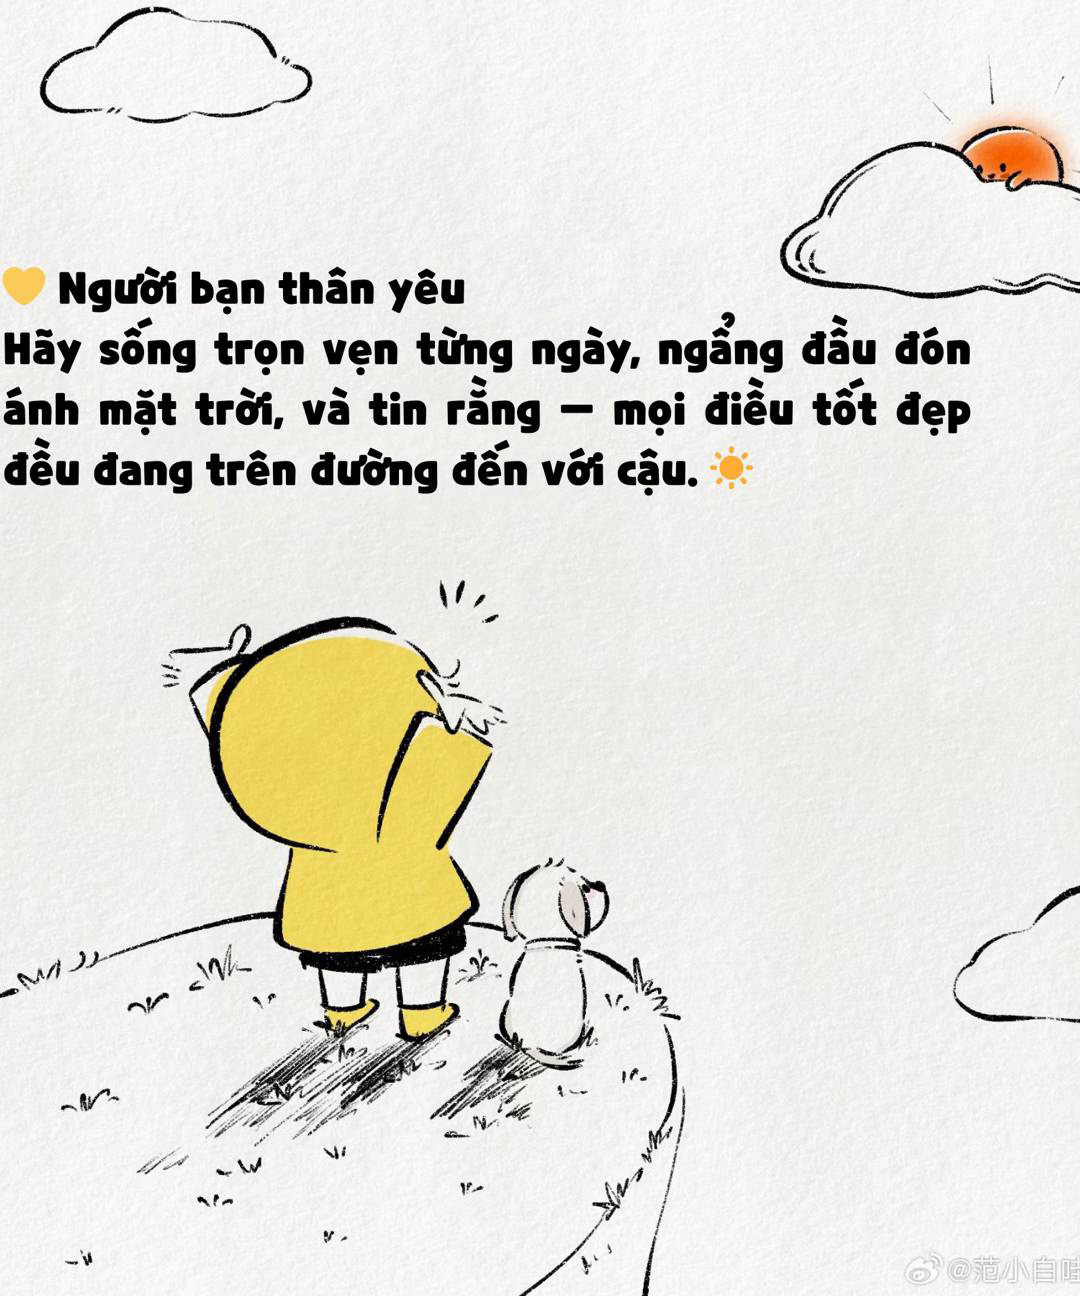 💛 Người bạn thân yêu
Hãy sống trọn vẹn từng ngày, ngẩng đầu đón
ánh mặt trời, và tin rằng — mọi điều tốt đẹp
đều đang trên đường đến với cậu. ☀️
@范小白哇